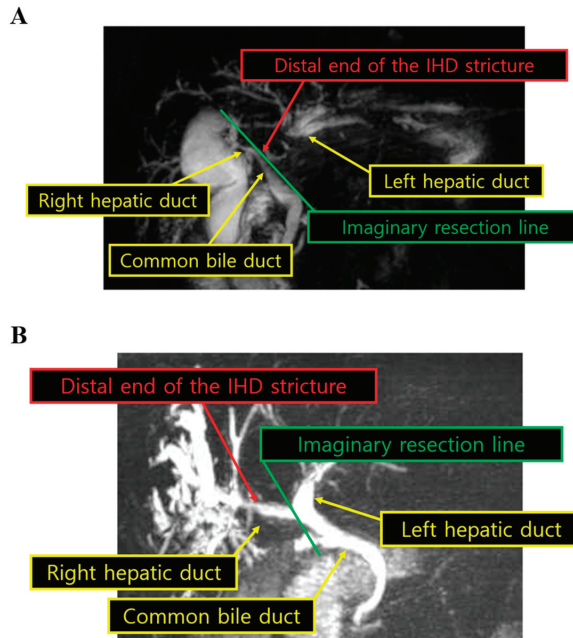 A
Distal end of the IHD stricture
Left hepatic duct
Right hepatic duct
Imaginary resection line
Common bile duct
B
Distal end of the IHD stricture
Imaginary resection line
Left hepatic duct
Right hepatic duct
Common bile duct